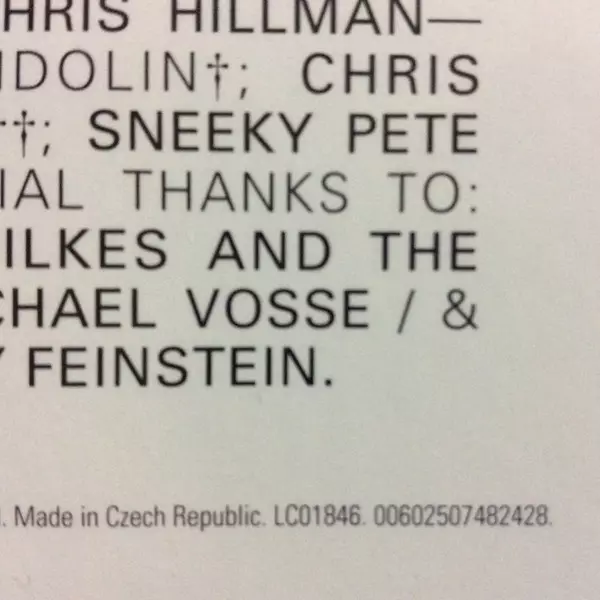 HRIS HILLMAN—
DOLIN†; CHRIS
††; SNEEKY PETE
IAL THANKS TO:
ILKES AND THE
CHAEL VOSSE / &
Y FEINSTEIN.
. Made in Czech Republic. LC01846. 00602507482428.